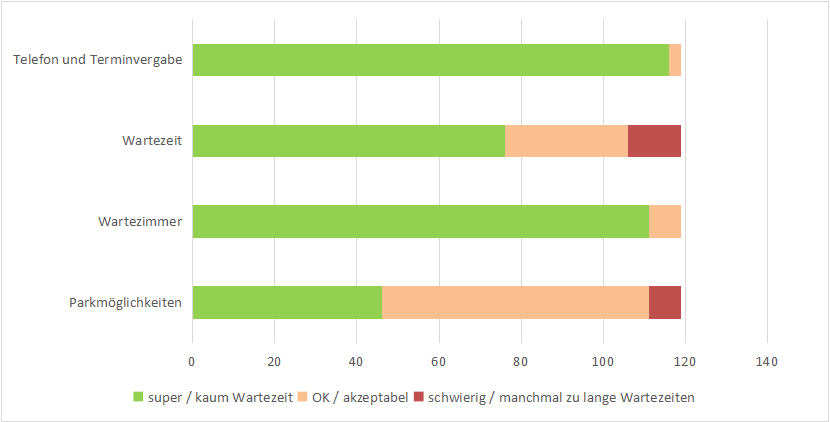 Telefon und Terminvergabe
Wartezeit
Wartezimmer
Parkmöglichkeiten
0 20 40 60 80 100 120 140
super / kaum Wartezeit OK / akzeptabel schwierig / manchmal zu lange Wartezeiten